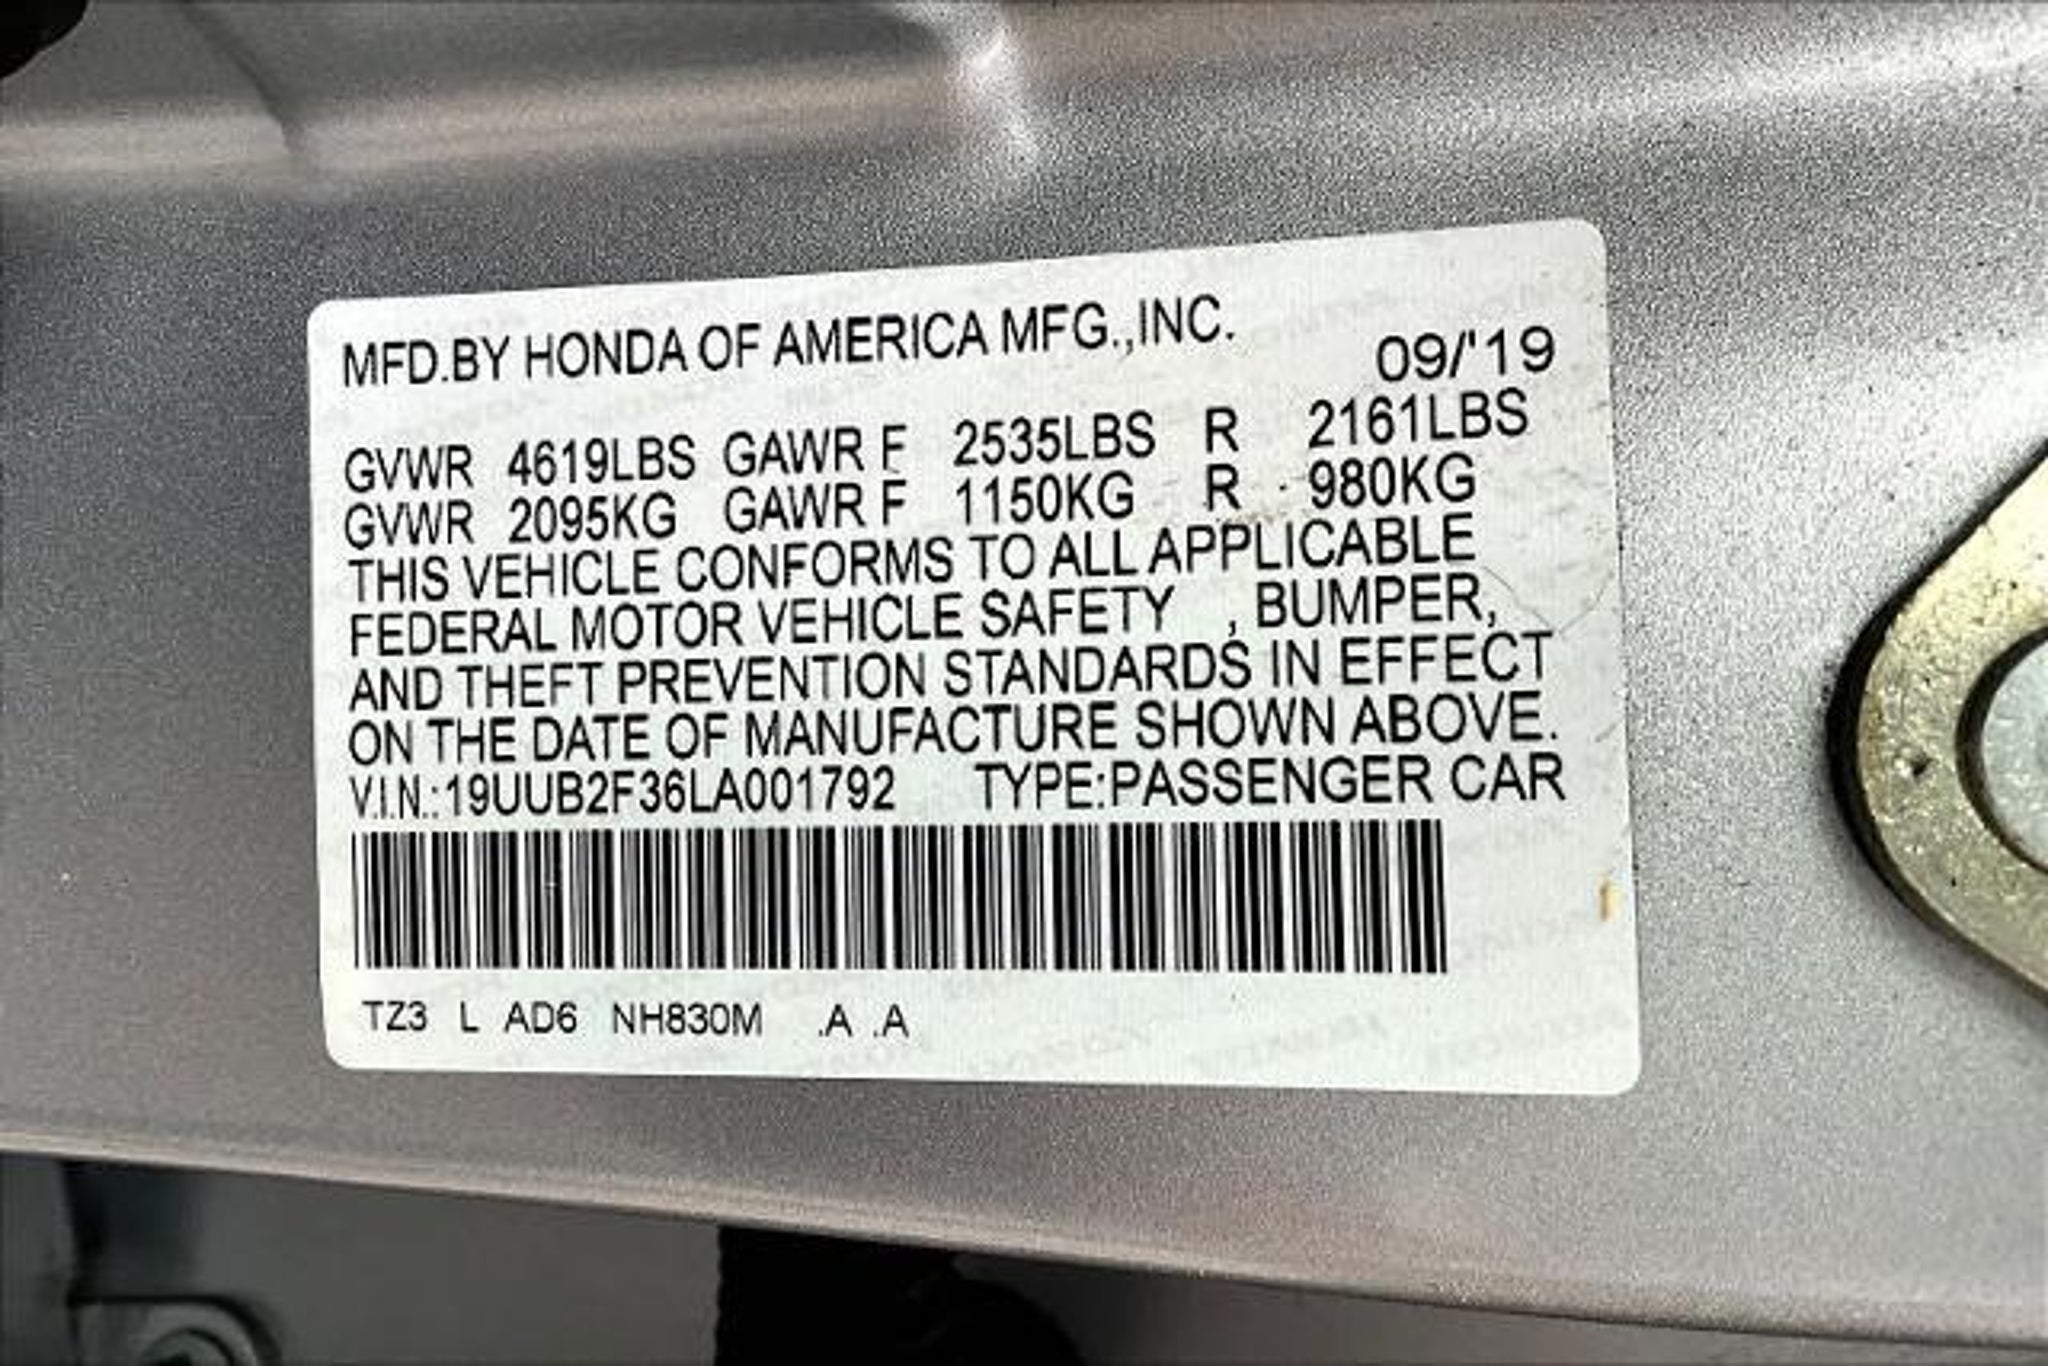 MFD.BY HONDA OF AMERICA MFG.,INC. 09/'19
GVWR 4619LBS GAWR F 2535LBS R 2161LBS
GVWR 2095KG GAWR F 1150KG R 980KG
THIS VEHICLE CONFORMS TO ALL APPLICABLE
FEDERAL MOTOR VEHICLE SAFETY , BUMPER,
AND THEFT PREVENTION STANDARDS IN EFFECT
ON THE DATE OF MANUFACTURE SHOWN ABOVE.
V.I.N.:19UUB2F36LA001792 TYPE:PASSENGER CAR
TZ3 L AD6 NH830M .A .A